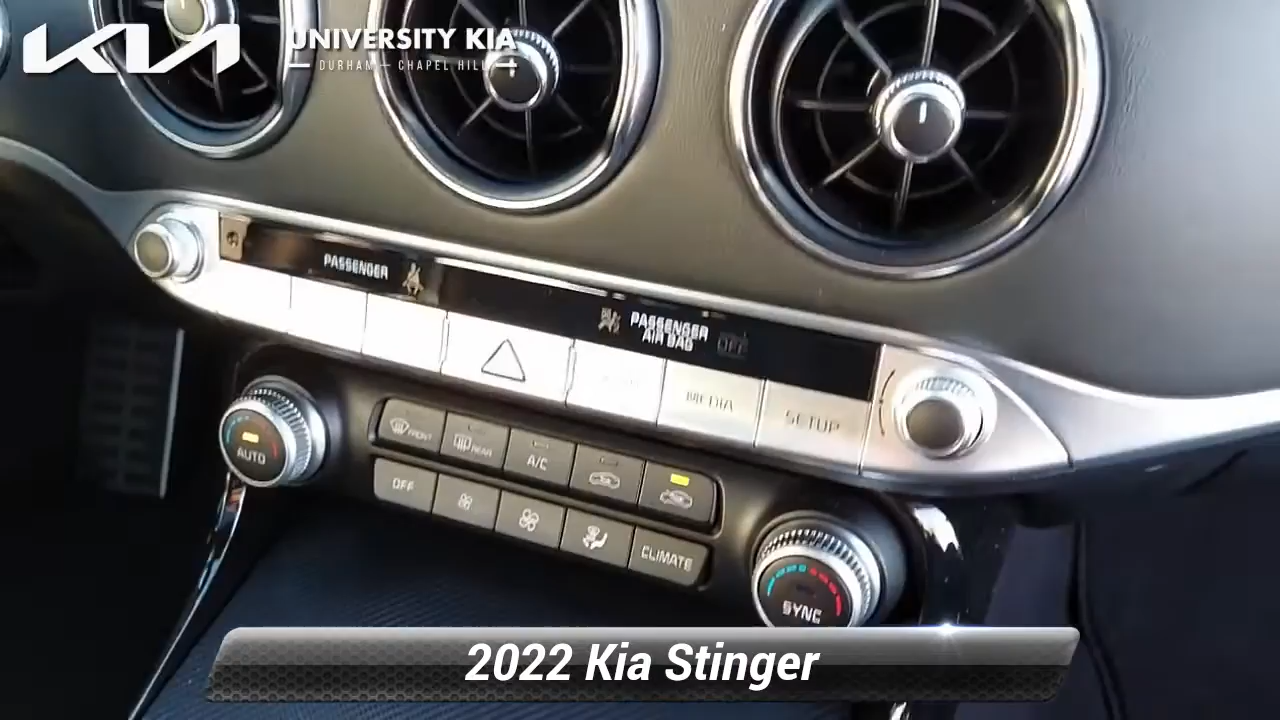 KIA
UNIVERSITY KIA
DURHAM — CHAPEL HILL
PASSENGER
PASSENGER
AIR BAG OFF
MEDIA
SETUP
AUTO
FRONT
REAR
A/C
OFF
CLIMATE
SYNC
2022 Kia Stinger